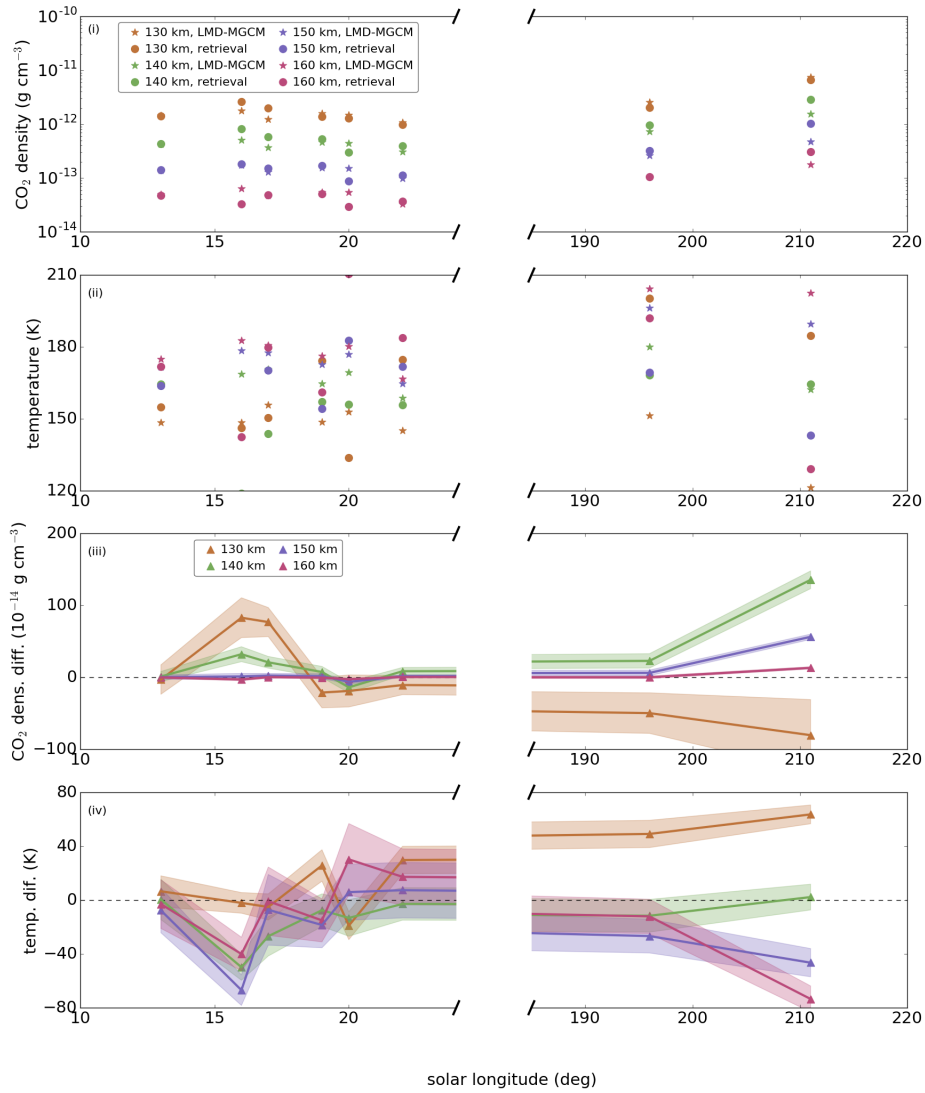 10⁻¹⁰
(i)
130 km, LMD-MGCM
130 km, retrieval
140 km, LMD-MGCM
140 km, retrieval
150 km, LMD-MGCM
150 km, retrieval
160 km, LMD-MGCM
160 km, retrieval
10⁻¹¹
10⁻¹²
10⁻¹³
10⁻¹⁴
CO₂ density (g cm⁻³)
10 15 20 190 200 210 220
(ii)
210
180
150
120
temperature (K)
10 15 20 190 200 210 220
(iii)
130 km
140 km
150 km
160 km
200
100
0
−100
CO₂ dens. diff. (10⁻¹⁴ g cm⁻³)
10 15 20 190 200 210 220
(iv)
80
40
0
−40
−80
temp. dif. (K)
10 15 20 190 200 210 220
solar longitude (deg)